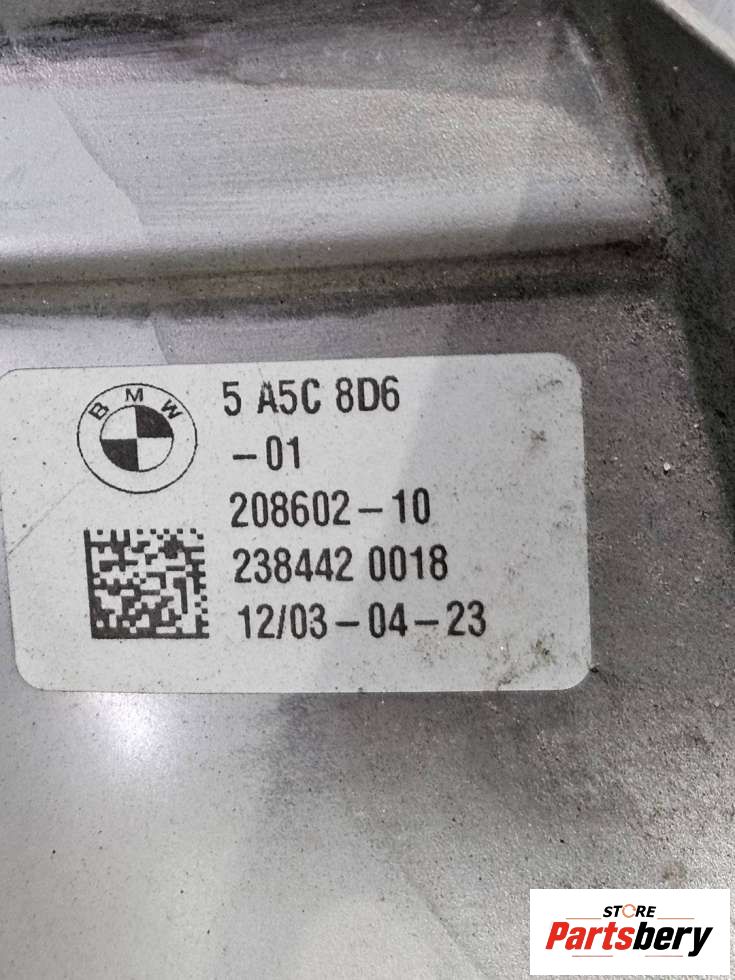 BMW
5 A5C 8D6
-01
208602-10
238442 0018
12/03-04-23
STORE
Partsbery